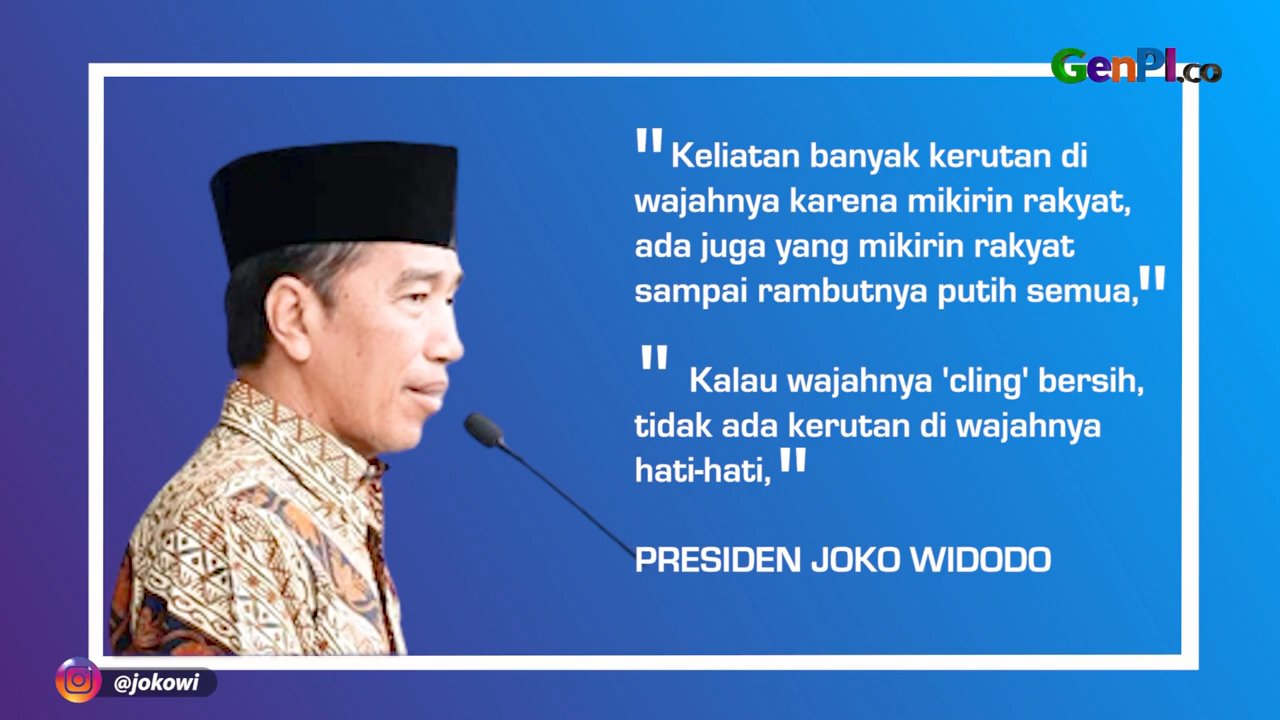 GenPI.co
"Keliatan banyak kerutan di
wajahnya karena mikirin rakyat,
ada juga yang mikirin rakyat
sampai rambutnya putih semua,"
" Kalau wajahnya 'cling' bersih,
tidak ada kerutan di wajahnya
hati-hati,"
PRESIDEN JOKO WIDODO
@jokowi